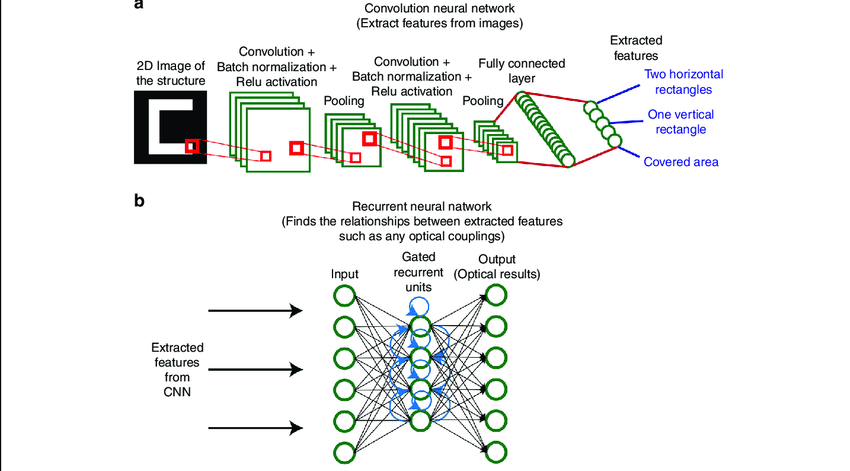 a
Convolution neural network
(Extract features from images)
2D Image of
the structure
Convolution +
Batch normalization +
Relu activation
Pooling
Convolution +
Batch normalization +
Relu activation
Pooling
Fully connected
layer
Extracted
features
Two horizontal
rectangles
One vertical
rectangle
Covered area
b
Recurrent neural natwork
(Finds the relationships between extracted features
such as any optical couplings)
Input
Gated
recurrent
units
Output
(Optical results)
Extracted
features
from
CNN